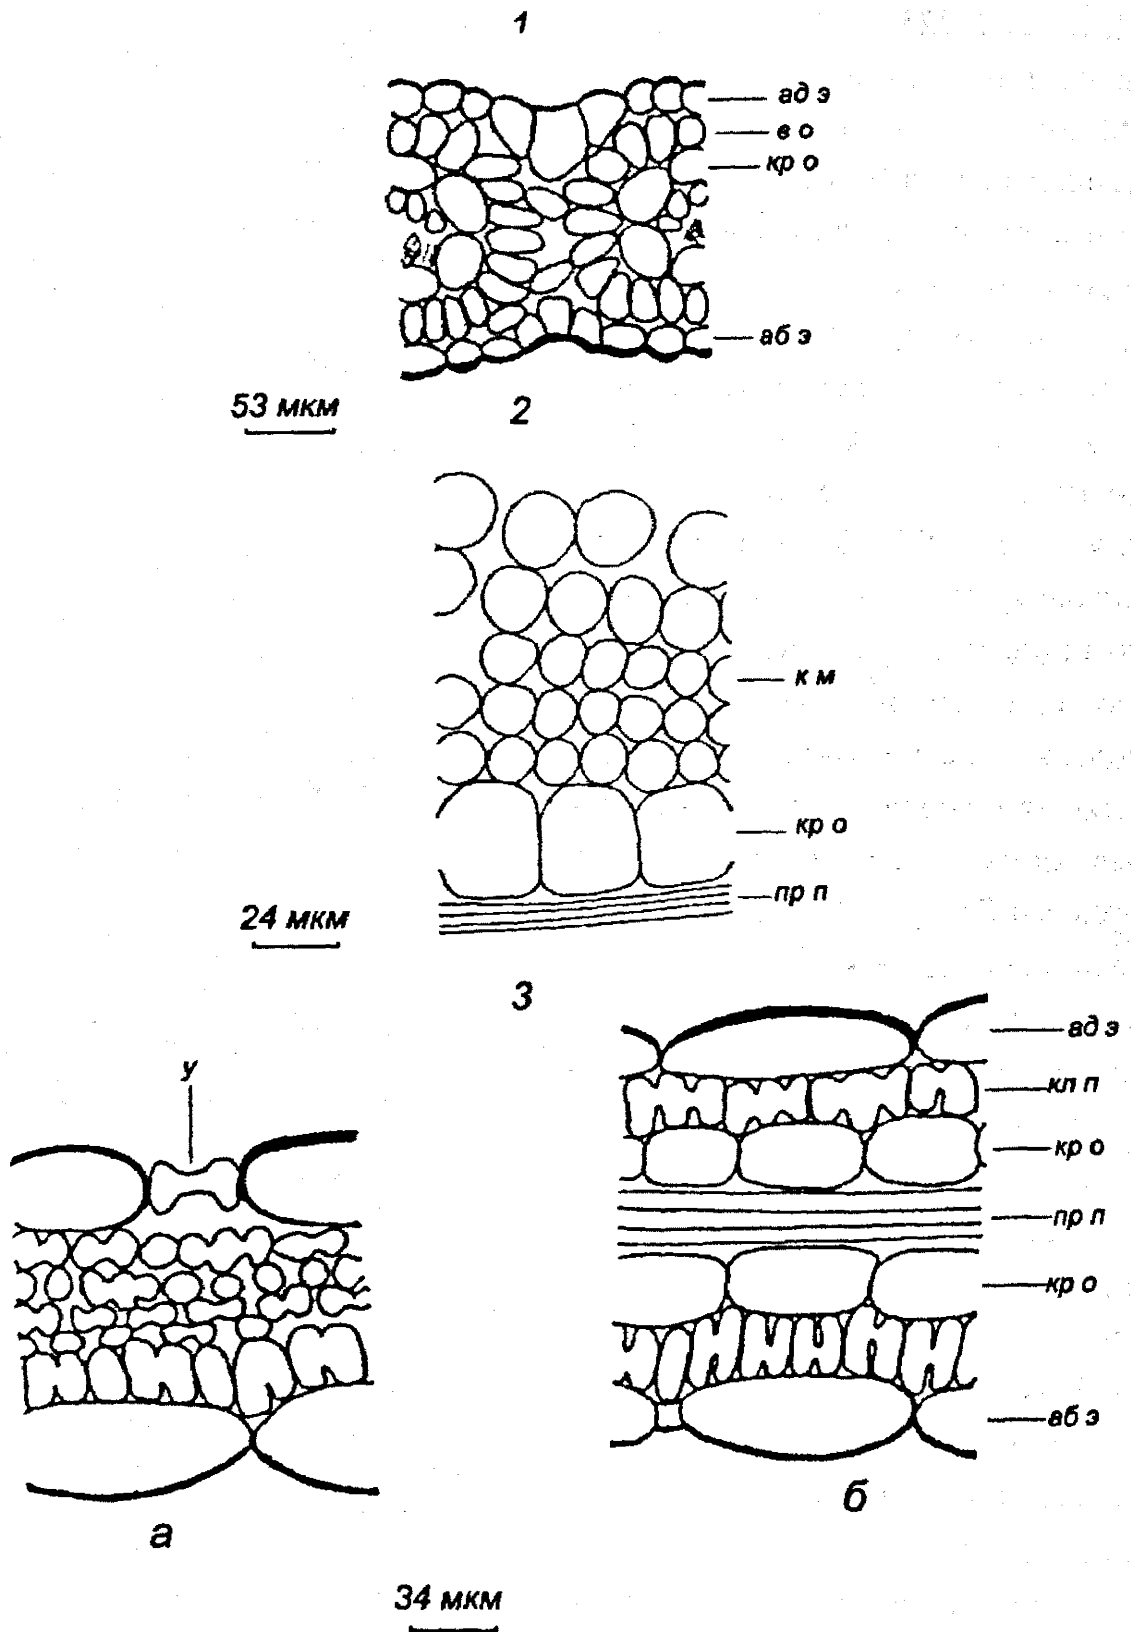 1
ад э
в о
кр о
аб э
53 мкм
2
к м
кр о
пр п
24 мкм
3
у
ад э
кл п
кр о
пр п
кр о
аб э
а
б
34 мкм